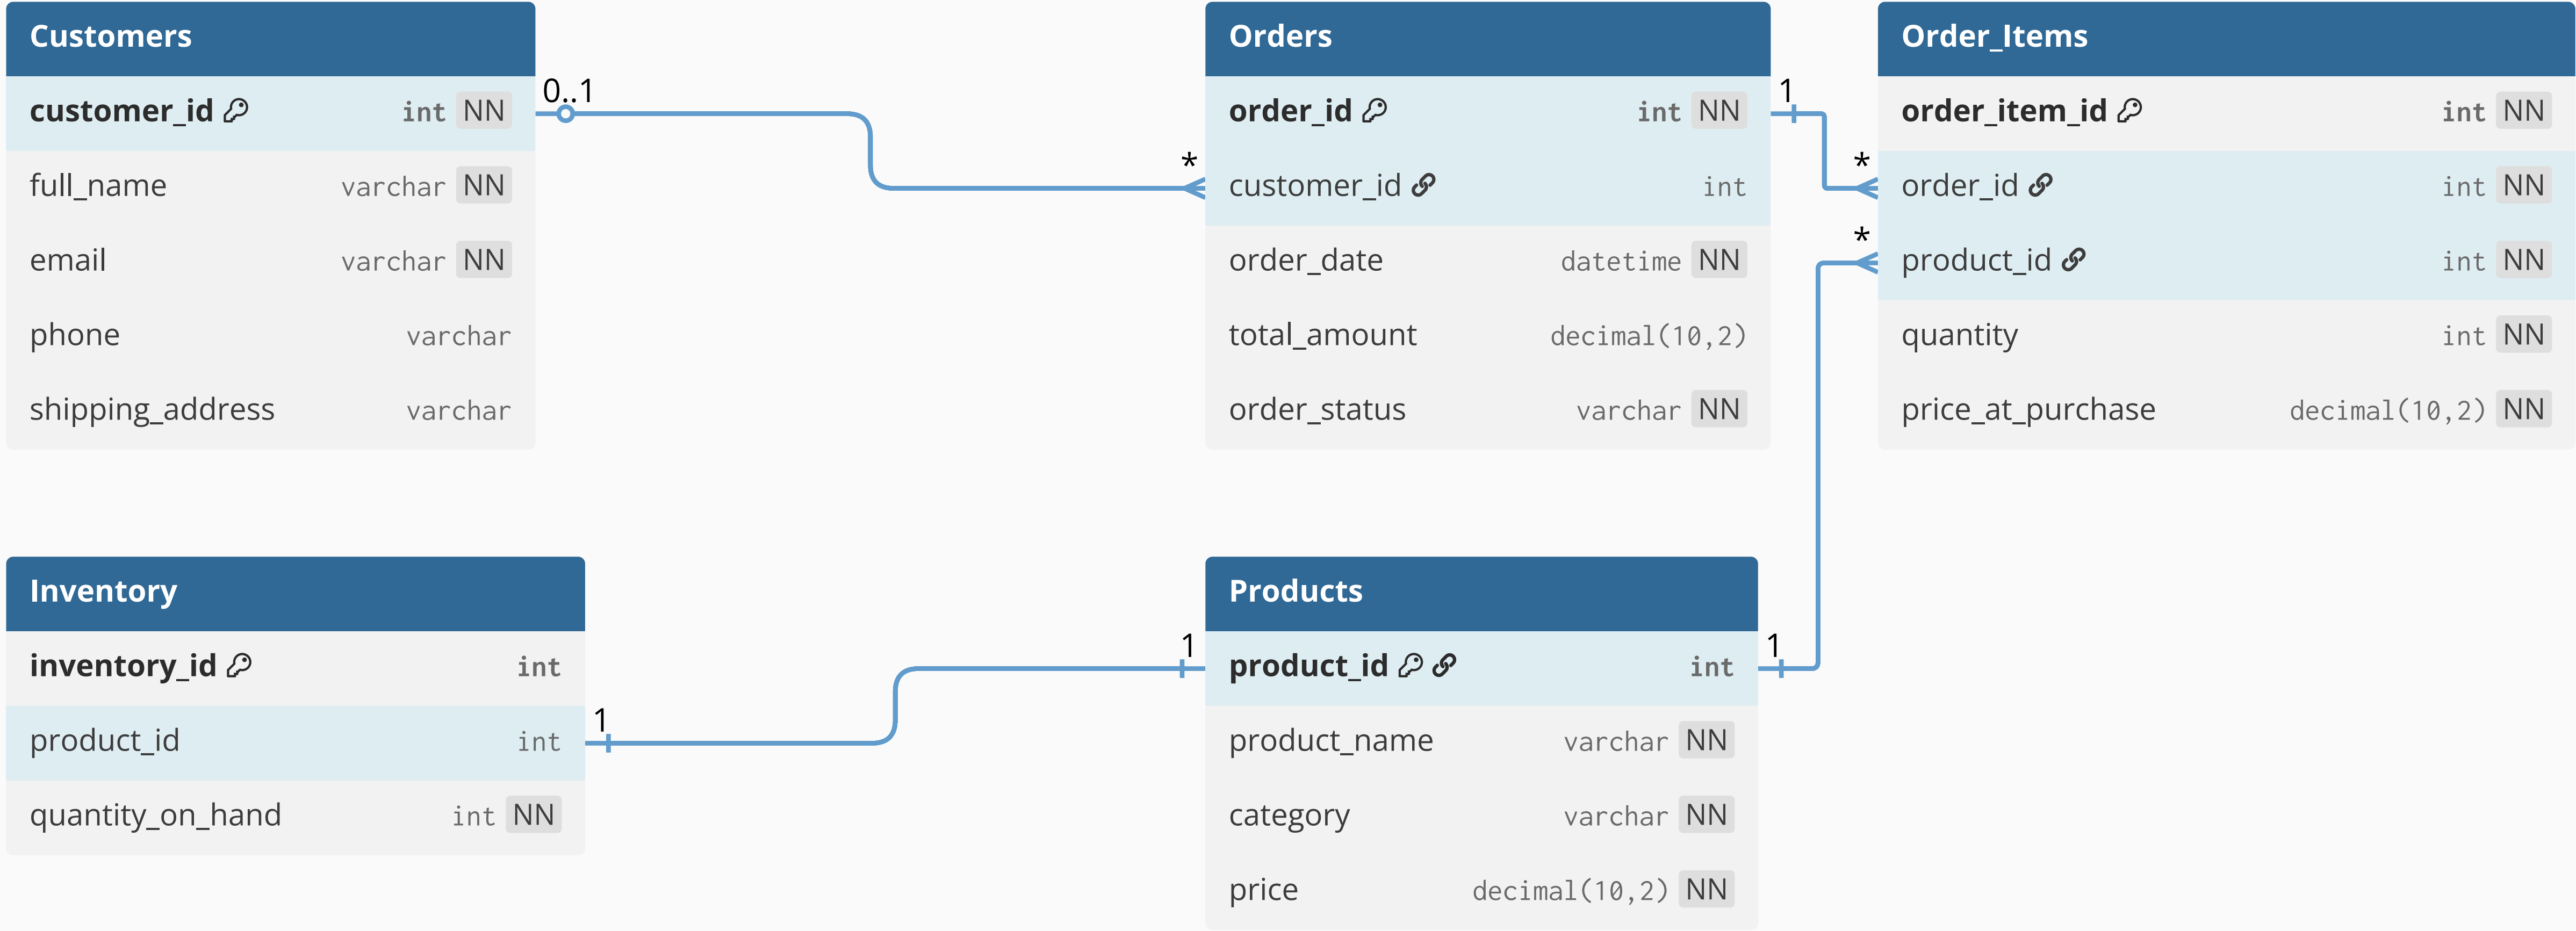 Customers
customer_id int NN
full_name varchar NN
email varchar NN
phone varchar
shipping_address varchar
0..1
*
Orders
order_id int NN
customer_id int
order_date datetime NN
total_amount decimal(10,2)
order_status varchar NN
1
*
*
Order_Items
order_item_id int NN
order_id int NN
product_id int NN
quantity int NN
price_at_purchase decimal(10,2) NN
Inventory
inventory_id int
product_id int
quantity_on_hand int NN
1
1
Products
product_id int
product_name varchar NN
category varchar NN
price decimal(10,2) NN
1